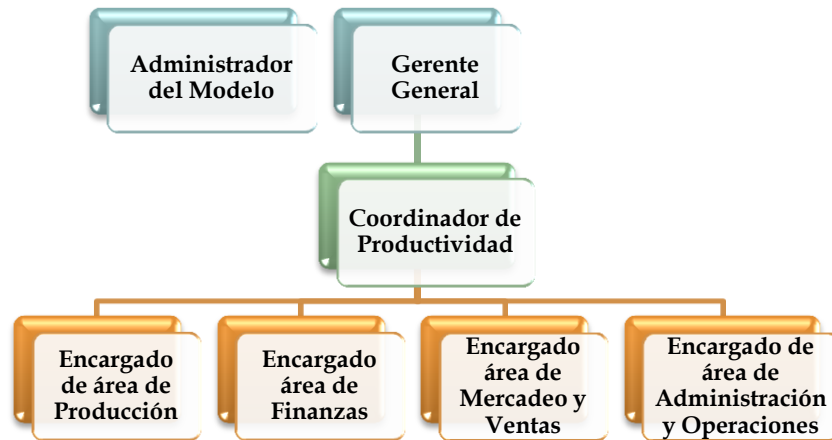 Administrador
del Modelo
Gerente
General
Coordinador de
Productividad
Encargado
de área de
Producción
Encargado
área de
Finanzas
Encargado
área de
Mercadeo y
Ventas
Encargado de
área de
Administración
y Operaciones